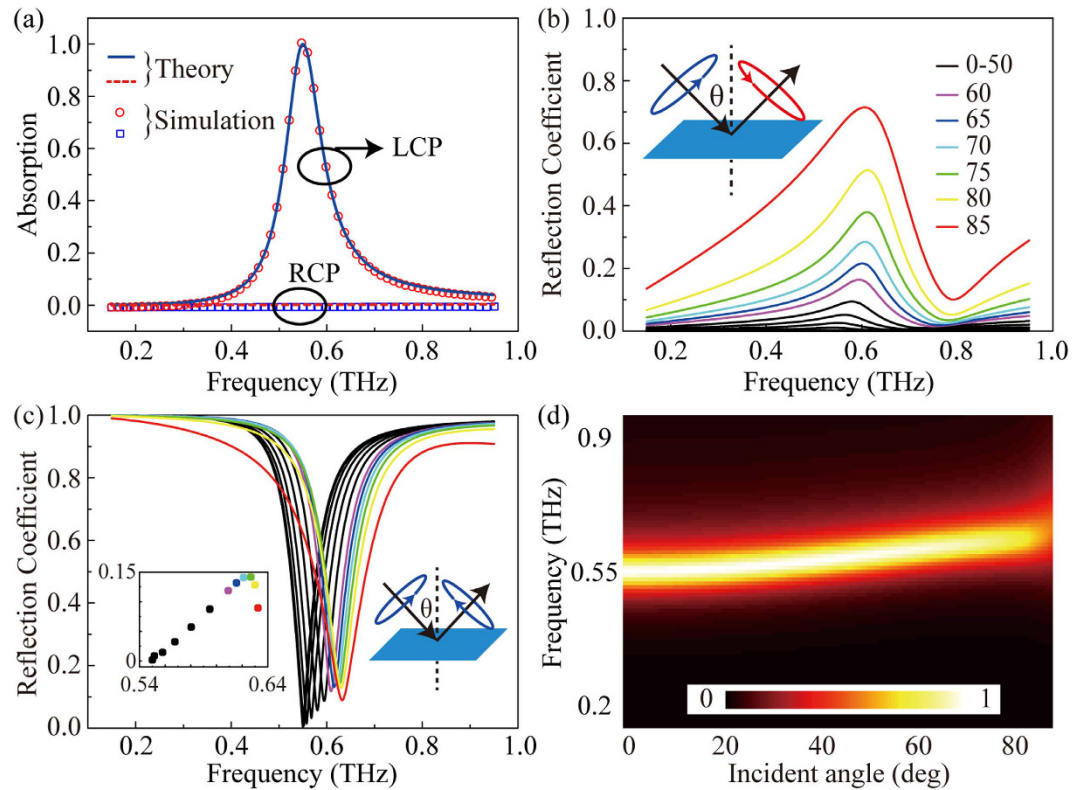 (a)
1.0
0.8
0.6
0.4
0.2
0.0
Absorption
}Theory
}Simulation
LCP
RCP
0.2 0.4 0.6 0.8 1.0
Frequency (THz)
(b)
1.0
0.8
0.6
0.4
0.2
0.0
Reflection Coefficient
θ
0-50
60
65
70
75
80
85
0.2 0.4 0.6 0.8 1.0
Frequency (THz)
(c)
1.0
0.8
0.6
0.4
0.2
0.0
Reflection Coefficient
0.15
0
0.54 0.64
θ
0.2 0.4 0.6 0.8 1.0
Frequency (THz)
(d)
0.9
0.55
0.2
Frequency (THz)
0 1
0 20 40 60 80
Incident angle (deg)